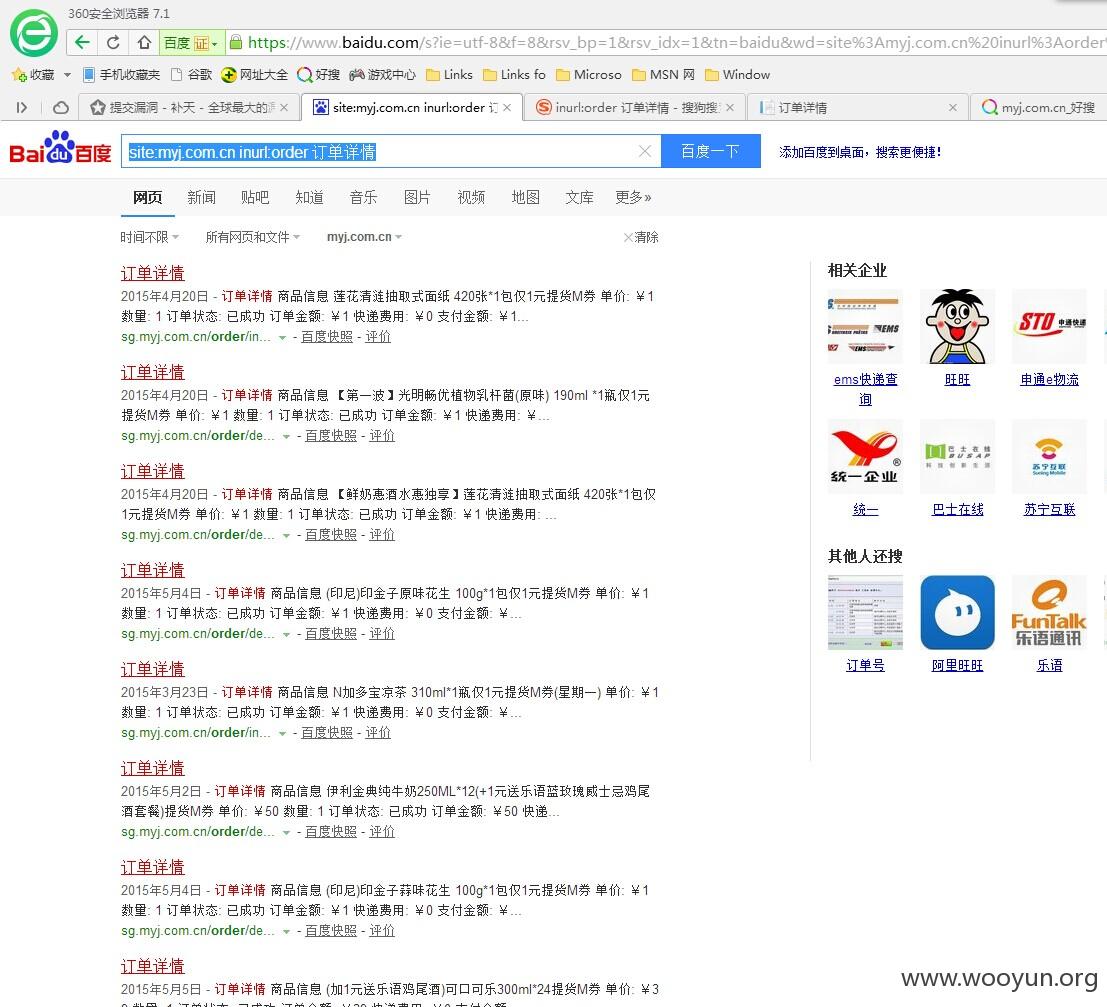 360安全浏览器 7.1
百度 证 https://www.baidu.com/s?ie=utf-8&f=8&rsv_bp=1&rsv_idx=1&tn=baidu&wd=site%3Amyj.com.cn%20inurl%3Aorder
收藏 手机收藏夹 谷歌 网址大全 好搜 游戏中心 Links Links fo Microso MSN 网 Window
提交漏洞 - 补天 - 全球最大的 site:myj.com.cn inurl:order 订 inurl:order 订单详情 - 搜狗搜 订单详情 myj.com.cn_好搜
Bai du 百度 site:myj.com.cn inurl:order 订单详情 百度一下 添加百度到桌面，搜索更便捷!
网页 新闻 贴吧 知道 音乐 图片 视频 地图 文库 更多»
时间不限 所有网页和文件 myj.com.cn 清除
订单详情
2015年4月20日 - 订单详情 商品信息 莲花清涟抽取式面纸 420张*1包仅1元提货M券 单价: ￥1
数量: 1 订单状态: 已成功 订单金额: ￥1 快递费用: ￥0 支付金额: ￥1...
sg.myj.com.cn/order/in... - 百度快照 - 评价
订单详情
2015年4月20日 - 订单详情 商品信息 【第一波】光明畅优植物乳杆菌(原味) 190ml *1瓶仅1元
提货M券 单价: ￥1 数量: 1 订单状态: 已成功 订单金额: ￥1 快递费用: ￥...
sg.myj.com.cn/order/de... - 百度快照 - 评价
订单详情
2015年4月20日 - 订单详情 商品信息 【鲜奶惠酒水惠独享】莲花清涟抽取式面纸 420张*1包仅
1元提货M券 单价: ￥1 数量: 1 订单状态: 已成功 订单金额: ￥1 快递费用: ...
sg.myj.com.cn/order/de... - 百度快照 - 评价
订单详情
2015年5月4日 - 订单详情 商品信息 (印尼)印金子原味花生 100g*1包仅1元提货M券 单价: ￥1
数量: 1 订单状态: 已成功 订单金额: ￥1 快递费用: ￥0 支付金额: ￥...
sg.myj.com.cn/order/de... - 百度快照 - 评价
订单详情
2015年3月23日 - 订单详情 商品信息 N加多宝凉茶 310ml*1瓶仅1元提货M券(星期一) 单价: ￥1
数量: 1 订单状态: 已成功 订单金额: ￥1 快递费用: ￥0 支付金额: ￥...
sg.myj.com.cn/order/in... - 百度快照 - 评价
订单详情
2015年5月2日 - 订单详情 商品信息 伊利金典纯牛奶250ML*12(+1元送乐语蓝玫瑰威士忌鸡尾
酒套餐)提货M券 单价: ￥50 数量: 1 订单状态: 已成功 订单金额: ￥50 快递...
sg.myj.com.cn/order/de... - 百度快照 - 评价
订单详情
2015年5月4日 - 订单详情 商品信息 (印尼)印金子蒜味花生 100g*1包仅1元提货M券 单价: ￥1
数量: 1 订单状态: 已成功 订单金额: ￥1 快递费用: ￥0 支付金额: ￥...
sg.myj.com.cn/order/de... - 百度快照 - 评价
订单详情
2015年5月5日 - 订单详情 商品信息 (加1元送乐语鸡尾酒)可口可乐300ml*24提货M券 单价: ￥3
相关企业
EMS
STO 申通快递
ems快递查
询
旺旺
申通e物流
统一企业
巴士在线
BUSAP
科技创新生活
苏宁互联
Suning Mobile
统一
巴士在线
苏宁互联
其他人还搜
FunTalk
乐语通讯
订单号
阿里旺旺
乐语
www.wooyun.org